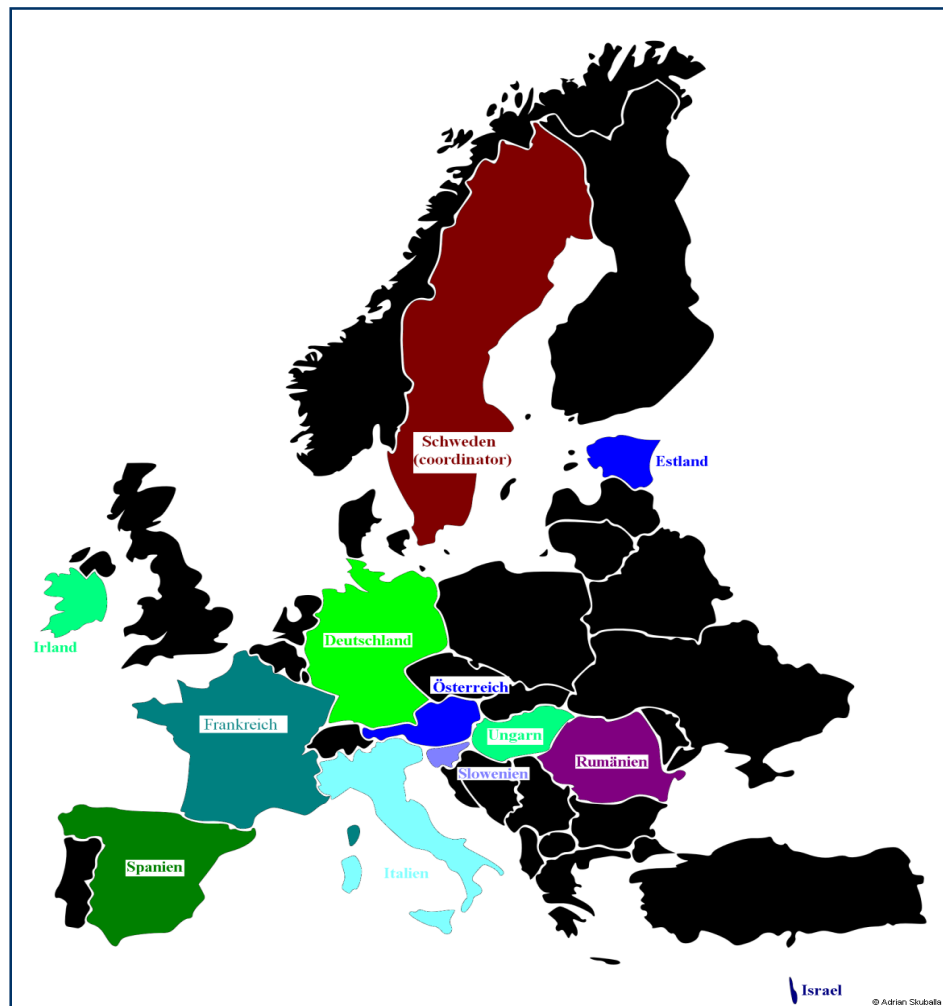 Schweden
(coordinator)
Estland
Irland
Deutschland
Österreich
Frankreich
Ungarn
Rumänien
Slowenien
Spanien
Italien
Israel
© Adrian Skuballa